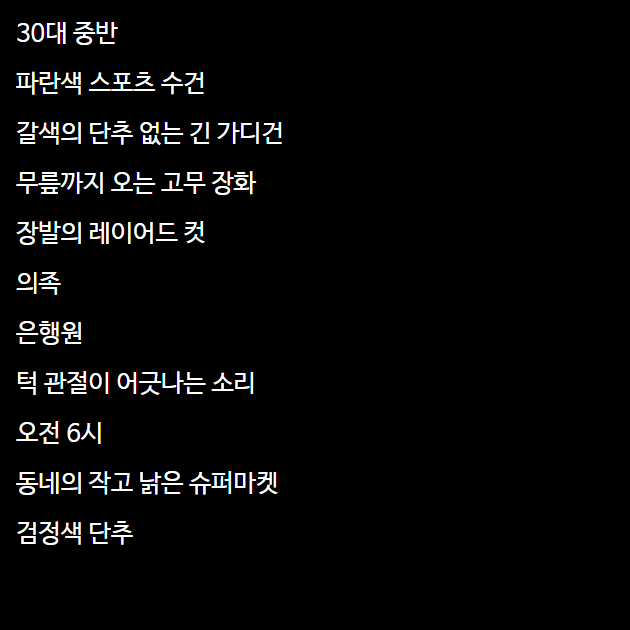 30대 중반
파란색 스포츠 수건
갈색의 단추 없는 긴 가디건
무릎까지 오는 고무 장화
장발의 레이어드 컷
의족
은행원
턱 관절이 어긋나는 소리
오전 6시
동네의 작고 낡은 슈퍼마켓
검정색 단추